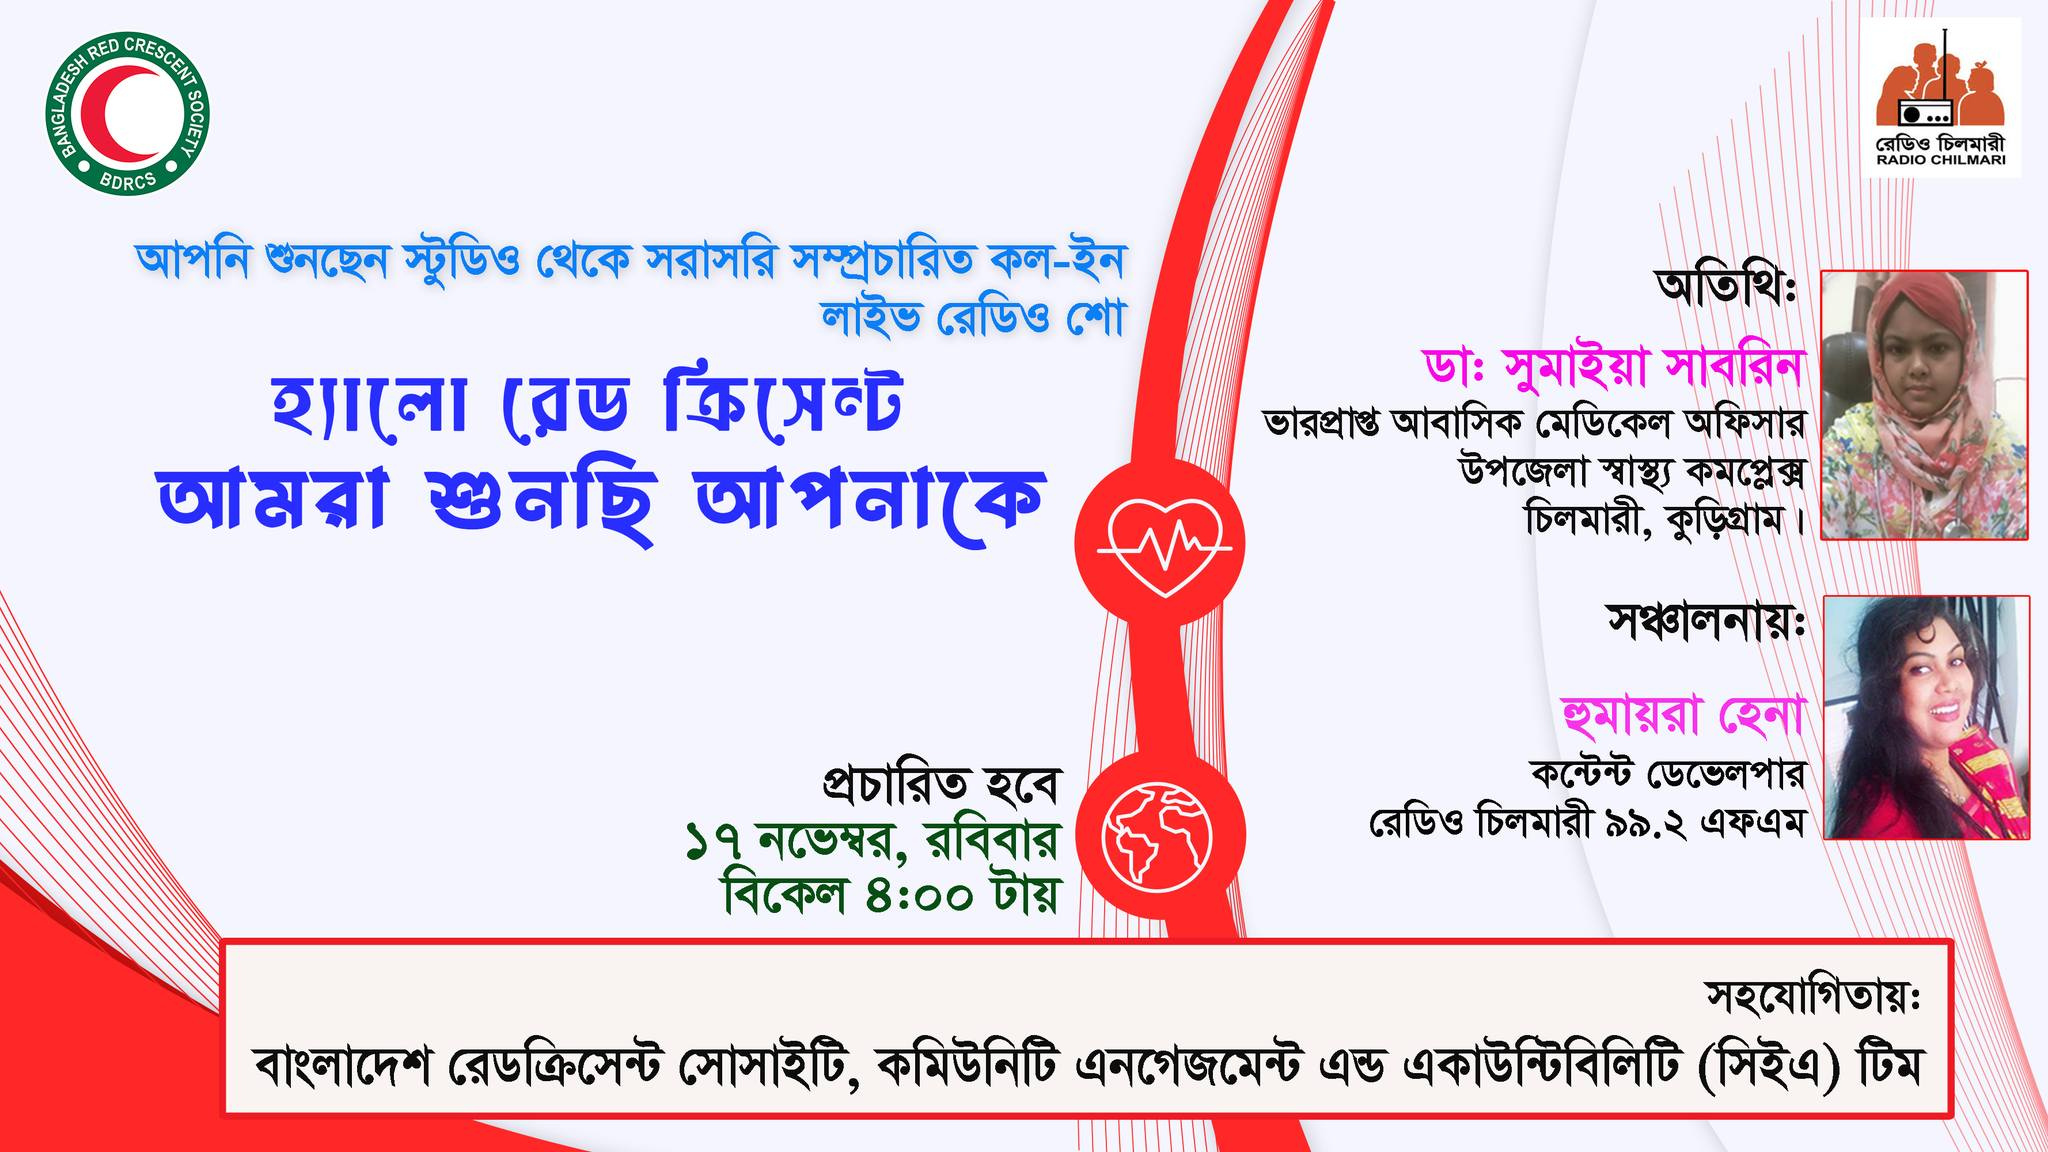 BANGLADESH RED CRESCENT SOCIETY
BDRCS
রেডিও চিলমারী
RADIO CHILMARI
আপনি শুনছেন স্টুডিও থেকে সরাসরি সম্প্রচারিত কল-ইন
লাইভ রেডিও শো
হ্যালো রেড ক্রিসেন্ট
আমরা শুনছি আপনাকে
প্রচারিত হবে
১৭ নভেম্বর, রবিবার
বিকেল ৪:০০ টায়
অতিথি:
ডা: সুমাইয়া সাবরিন
ভারপ্রাপ্ত আবাসিক মেডিকেল অফিসার
উপজেলা স্বাস্থ্য কমপ্লেক্স
চিলমারী, কুড়িগ্রাম।
সঞ্চালনায়:
হুমায়রা হেনা
কন্টেন্ট ডেভেলপার
রেডিও চিলমারী ৯৯.২ এফএম
সহযোগিতায়:
বাংলাদেশ রেডক্রিসেন্ট সোসাইটি, কমিউনিটি এনগেজমেন্ট এন্ড একাউন্টিবিলিটি (সিইএ) টিম